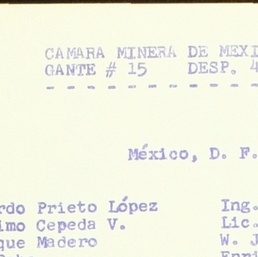 CAMARA MINERA DE MEXI
GANTE # 15 DESP. 4
México, D. F.
rdo Prieto López Ing.
imo Cepeda V. Lic.
que Madero W. J